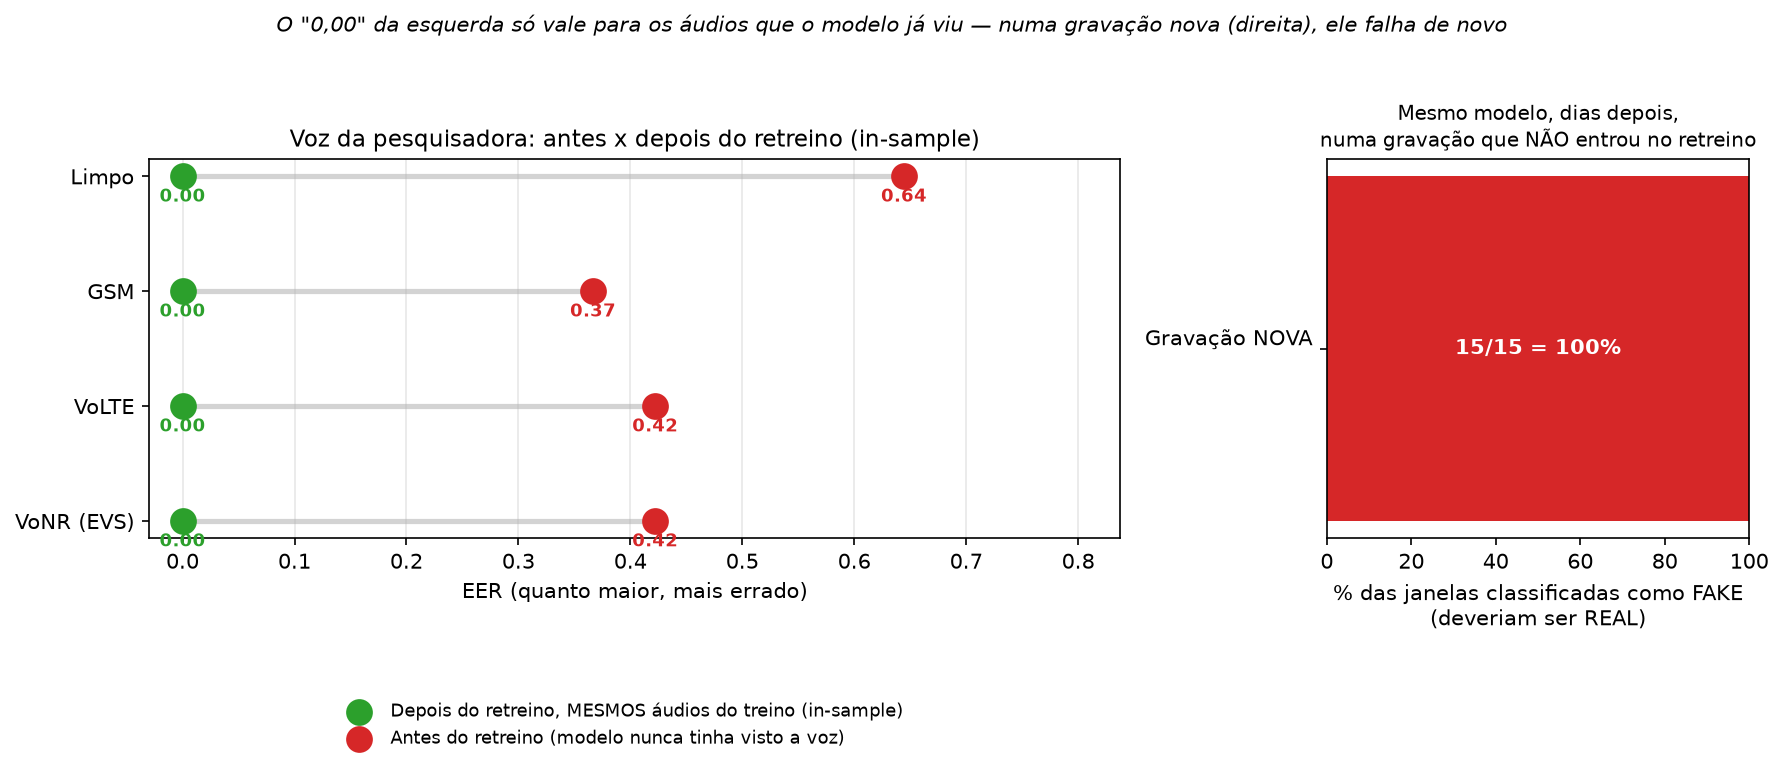 O "0,00" da esquerda só vale para os áudios que o modelo já viu — numa gravação nova (direita), ele falha de novo
Voz da pesquisadora: antes x depois do retreino (in-sample)
Limpo
0.00
0.64
GSM
0.00
0.37
VoLTE
0.00
0.42
VoNR (EVS)
0.00
0.42
0.0 0.1 0.2 0.3 0.4 0.5 0.6 0.7 0.8
EER (quanto maior, mais errado)
Mesmo modelo, dias depois,
numa gravação que NÃO entrou no retreino
Gravação NOVA
15/15 = 100%
0 20 40 60 80 100
% das janelas classificadas como FAKE
(deveriam ser REAL)
Depois do retreino, MESMOS áudios do treino (in-sample)
Antes do retreino (modelo nunca tinha visto a voz)